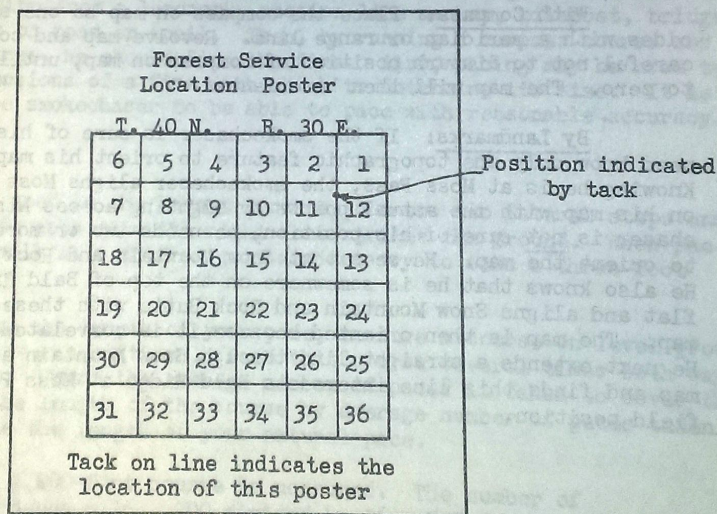 Forest Service
Location Poster
T. 40 N. R. 30 E.
6 5 4 3 2 1
Position indicated
by tack
7 8 9 10 11 12
18 17 16 15 14 13
19 20 21 22 23 24
30 29 28 27 26 25
31 32 33 34 35 36
Tack on line indicates the
location of this poster